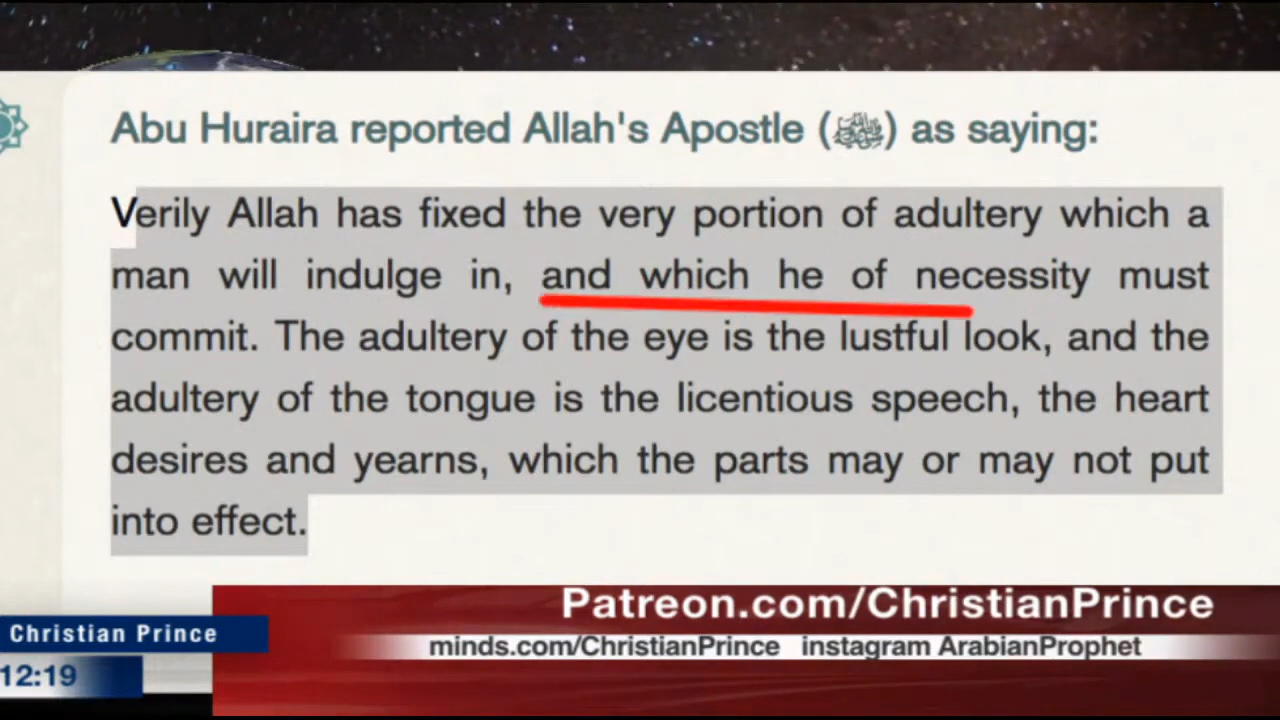 Abu Huraira reported Allah's Apostle (ﷺ) as saying:
Verily Allah has fixed the very portion of adultery which a
man will indulge in, and which he of necessity must
commit. The adultery of the eye is the lustful look, and the
adultery of the tongue is the licentious speech, the heart
desires and yearns, which the parts may or may not put
into effect.
Patreon.com/ChristianPrince
Christian Prince
minds.com/ChristianPrince instagram ArabianProphet
12:19